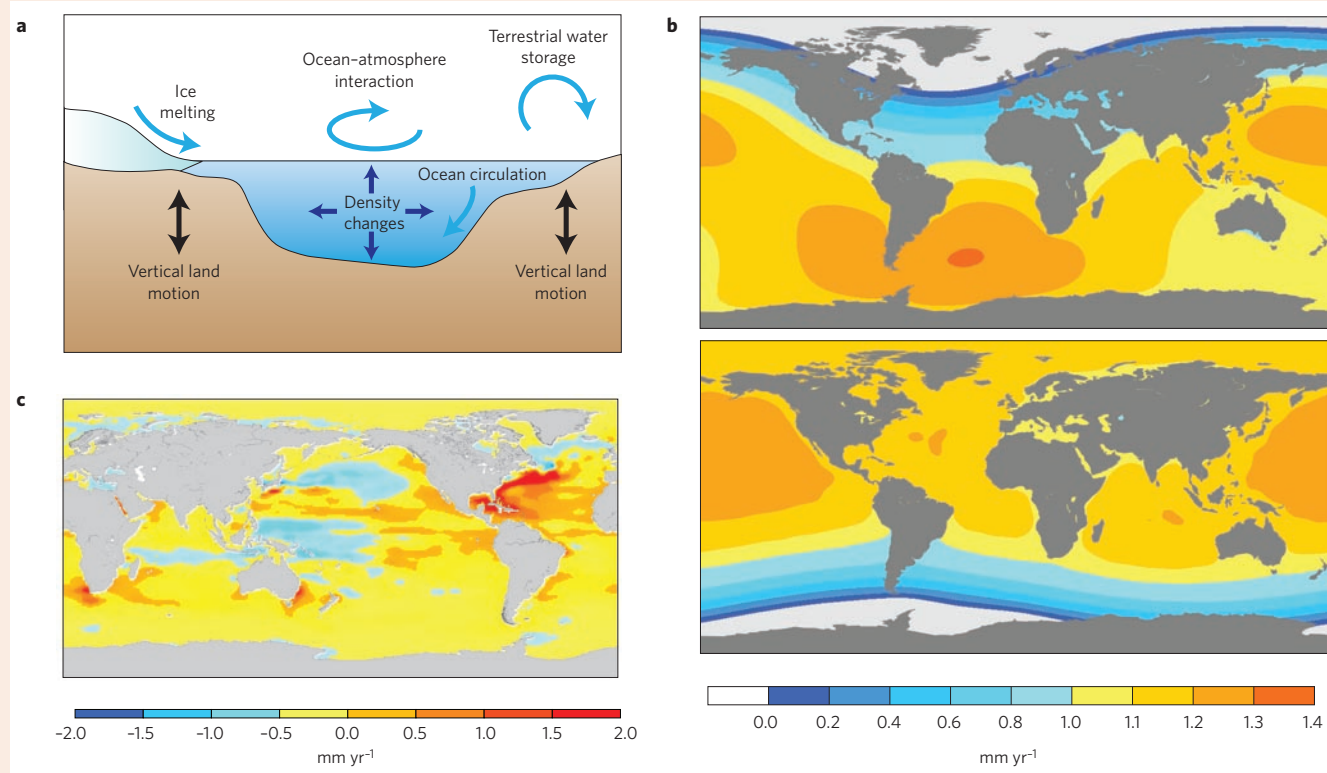 a
Ice
melting
Ocean–atmosphere
interaction
Terrestrial water
storage
Ocean circulation
Density
changes
Vertical land
motion
Vertical land
motion
b
0.0 0.2 0.4 0.6 0.8 1.0 1.1 1.2 1.3 1.4
mm yr⁻¹
c
-2.0 -1.5 -1.0 -0.5 0.0 0.5 1.0 1.5 2.0
mm yr⁻¹